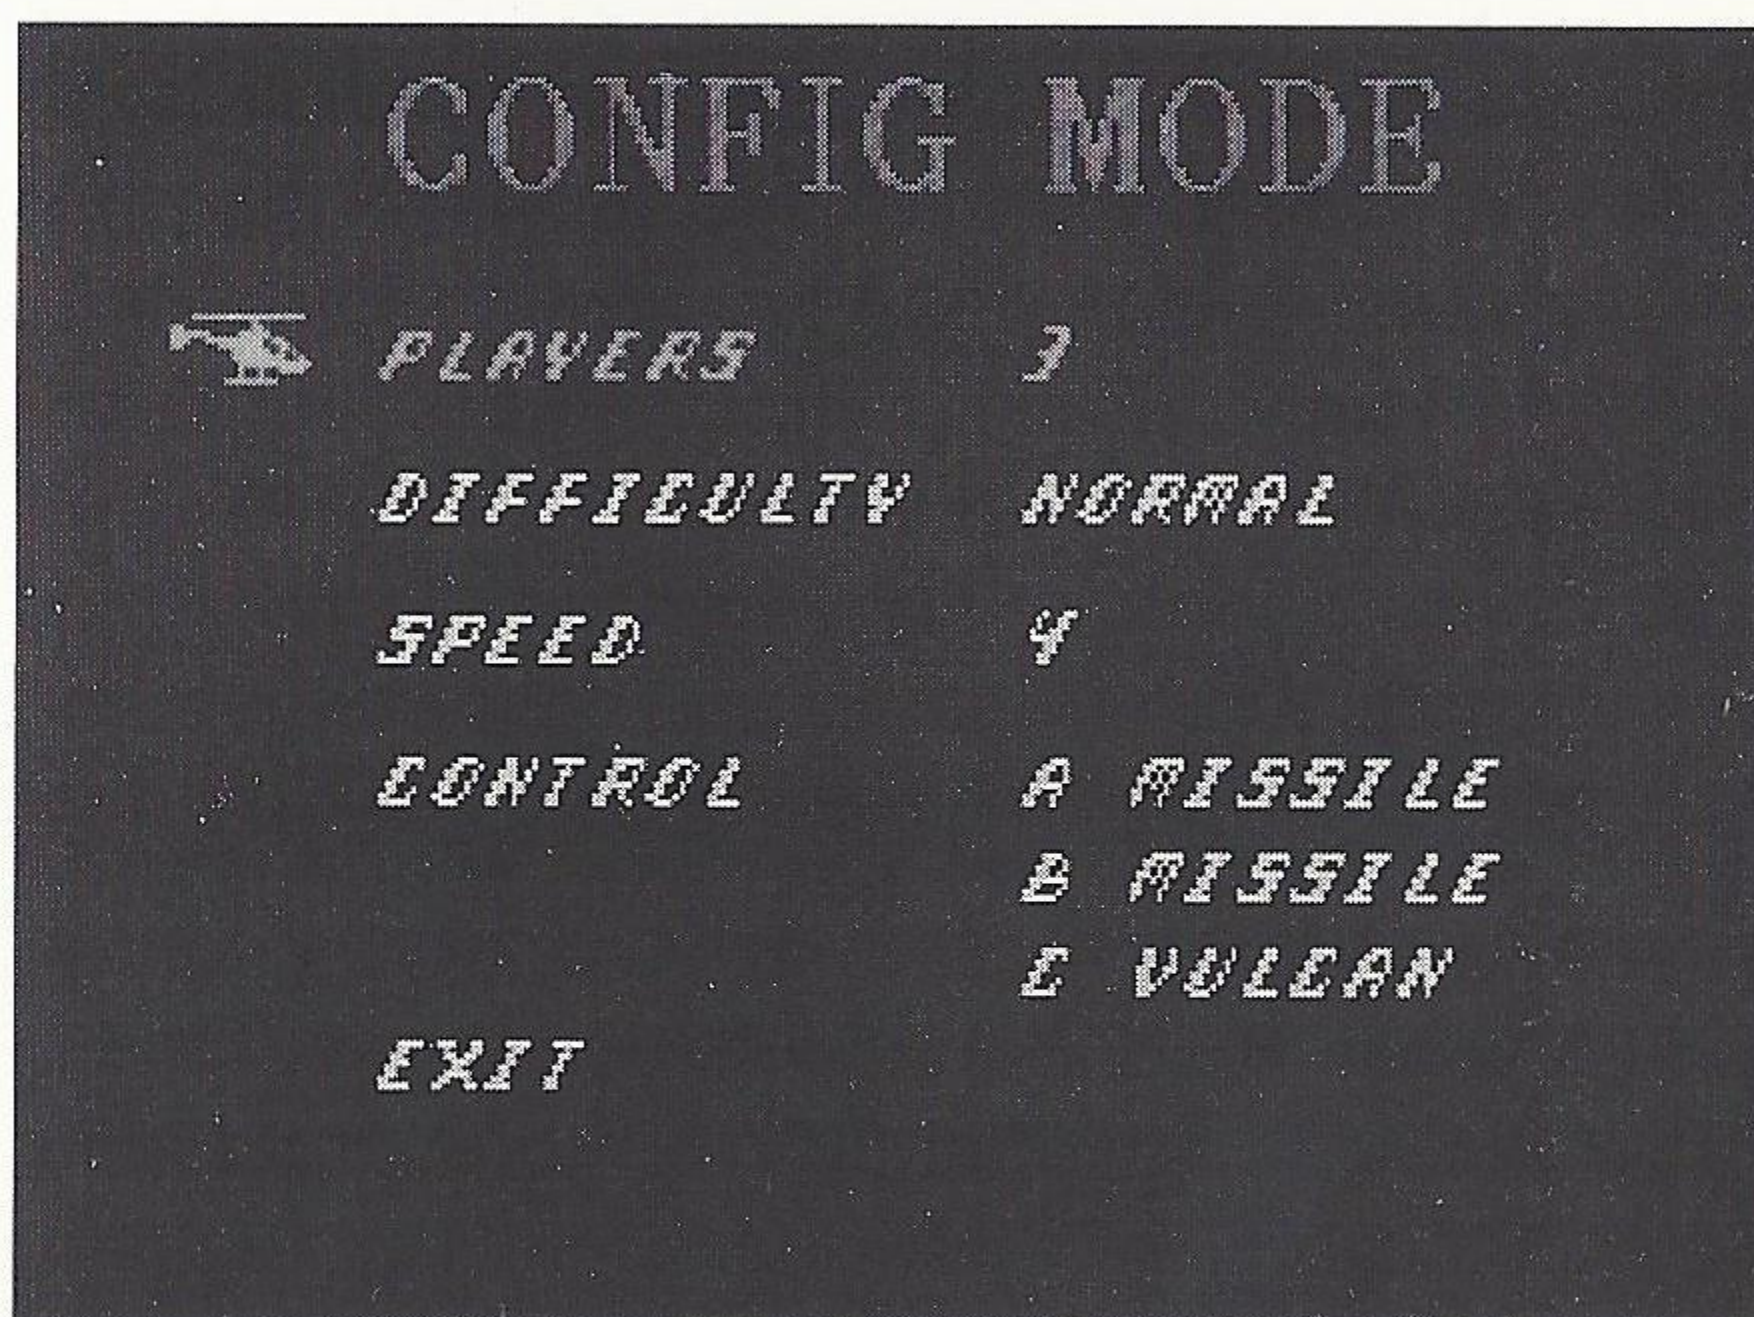 CONFIG MODE
PLAYERS 3
DIFFICULTY NORMAL
SPEED 4
CONTROL A MISSILE
B MISSILE
C VULCAN
EXIT